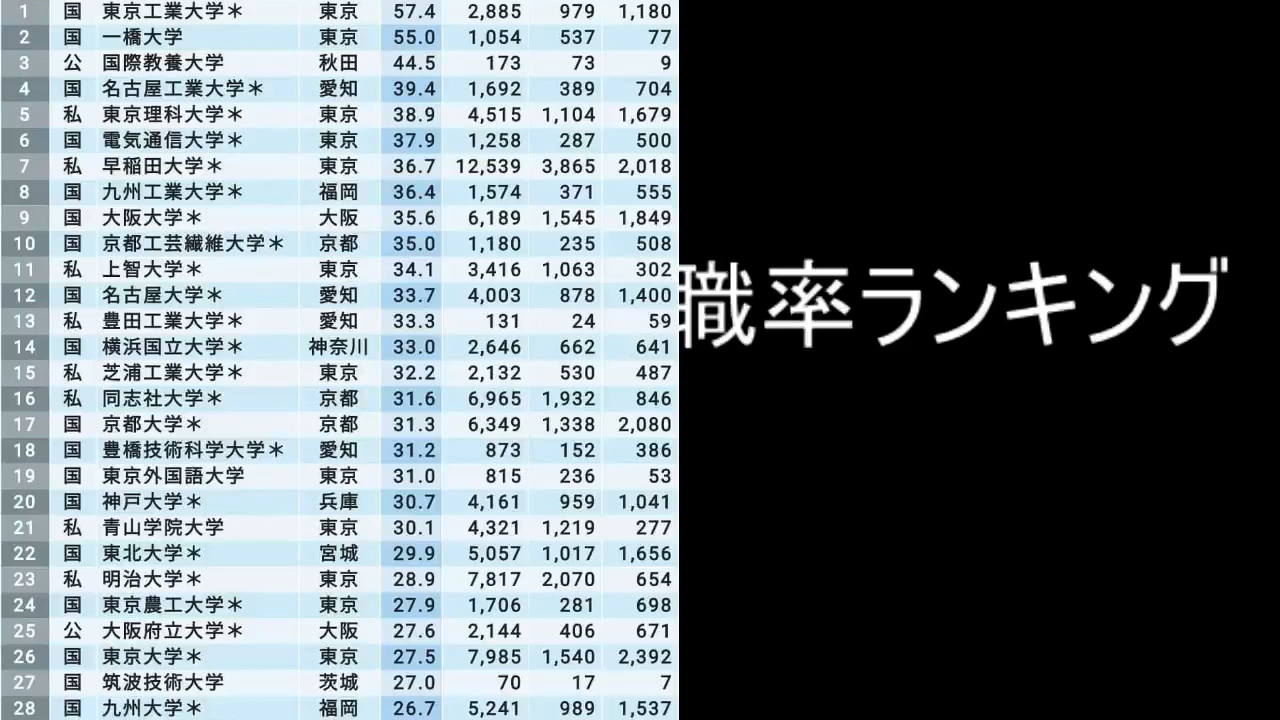 1 国 東京工業大学＊ 東京 57.4 2,885 979 1,180
2 国 一橋大学 東京 55.0 1,054 537 77
3 公 国際教養大学 秋田 44.5 173 73 9
4 国 名古屋工業大学＊ 愛知 39.4 1,692 389 704
5 私 東京理科大学＊ 東京 38.9 4,515 1,104 1,679
6 国 電気通信大学＊ 東京 37.9 1,258 287 500
7 私 早稲田大学＊ 東京 36.7 12,539 3,865 2,018
8 国 九州工業大学＊ 福岡 36.4 1,574 371 555
9 国 大阪大学＊ 大阪 35.6 6,189 1,545 1,849
10 国 京都工芸繊維大学＊ 京都 35.0 1,180 235 508
11 私 上智大学＊ 東京 34.1 3,416 1,063 302
12 国 名古屋大学＊ 愛知 33.7 4,003 878 1,400
13 私 豊田工業大学＊ 愛知 33.3 131 24 59
14 国 横浜国立大学＊ 神奈川 33.0 2,646 662 641
15 私 芝浦工業大学＊ 東京 32.2 2,132 530 487
16 私 同志社大学＊ 京都 31.6 6,965 1,932 846
17 国 京都大学＊ 京都 31.3 6,349 1,338 2,080
18 国 豊橋技術科学大学＊ 愛知 31.2 873 152 386
19 国 東京外国語大学 東京 31.0 815 236 53
20 国 神戸大学＊ 兵庫 30.7 4,161 959 1,041
21 私 青山学院大学 東京 30.1 4,321 1,219 277
22 国 東北大学＊ 宮城 29.9 5,057 1,017 1,656
23 私 明治大学＊ 東京 28.9 7,817 2,070 654
24 国 東京農工大学＊ 東京 27.9 1,706 281 698
25 公 大阪府立大学＊ 大阪 27.6 2,144 406 671
26 国 東京大学＊ 東京 27.5 7,985 1,540 2,392
27 国 筑波技術大学 茨城 27.0 70 17 7
28 国 九州大学＊ 福岡 26.7 5,241 989 1,537
職率ランキング